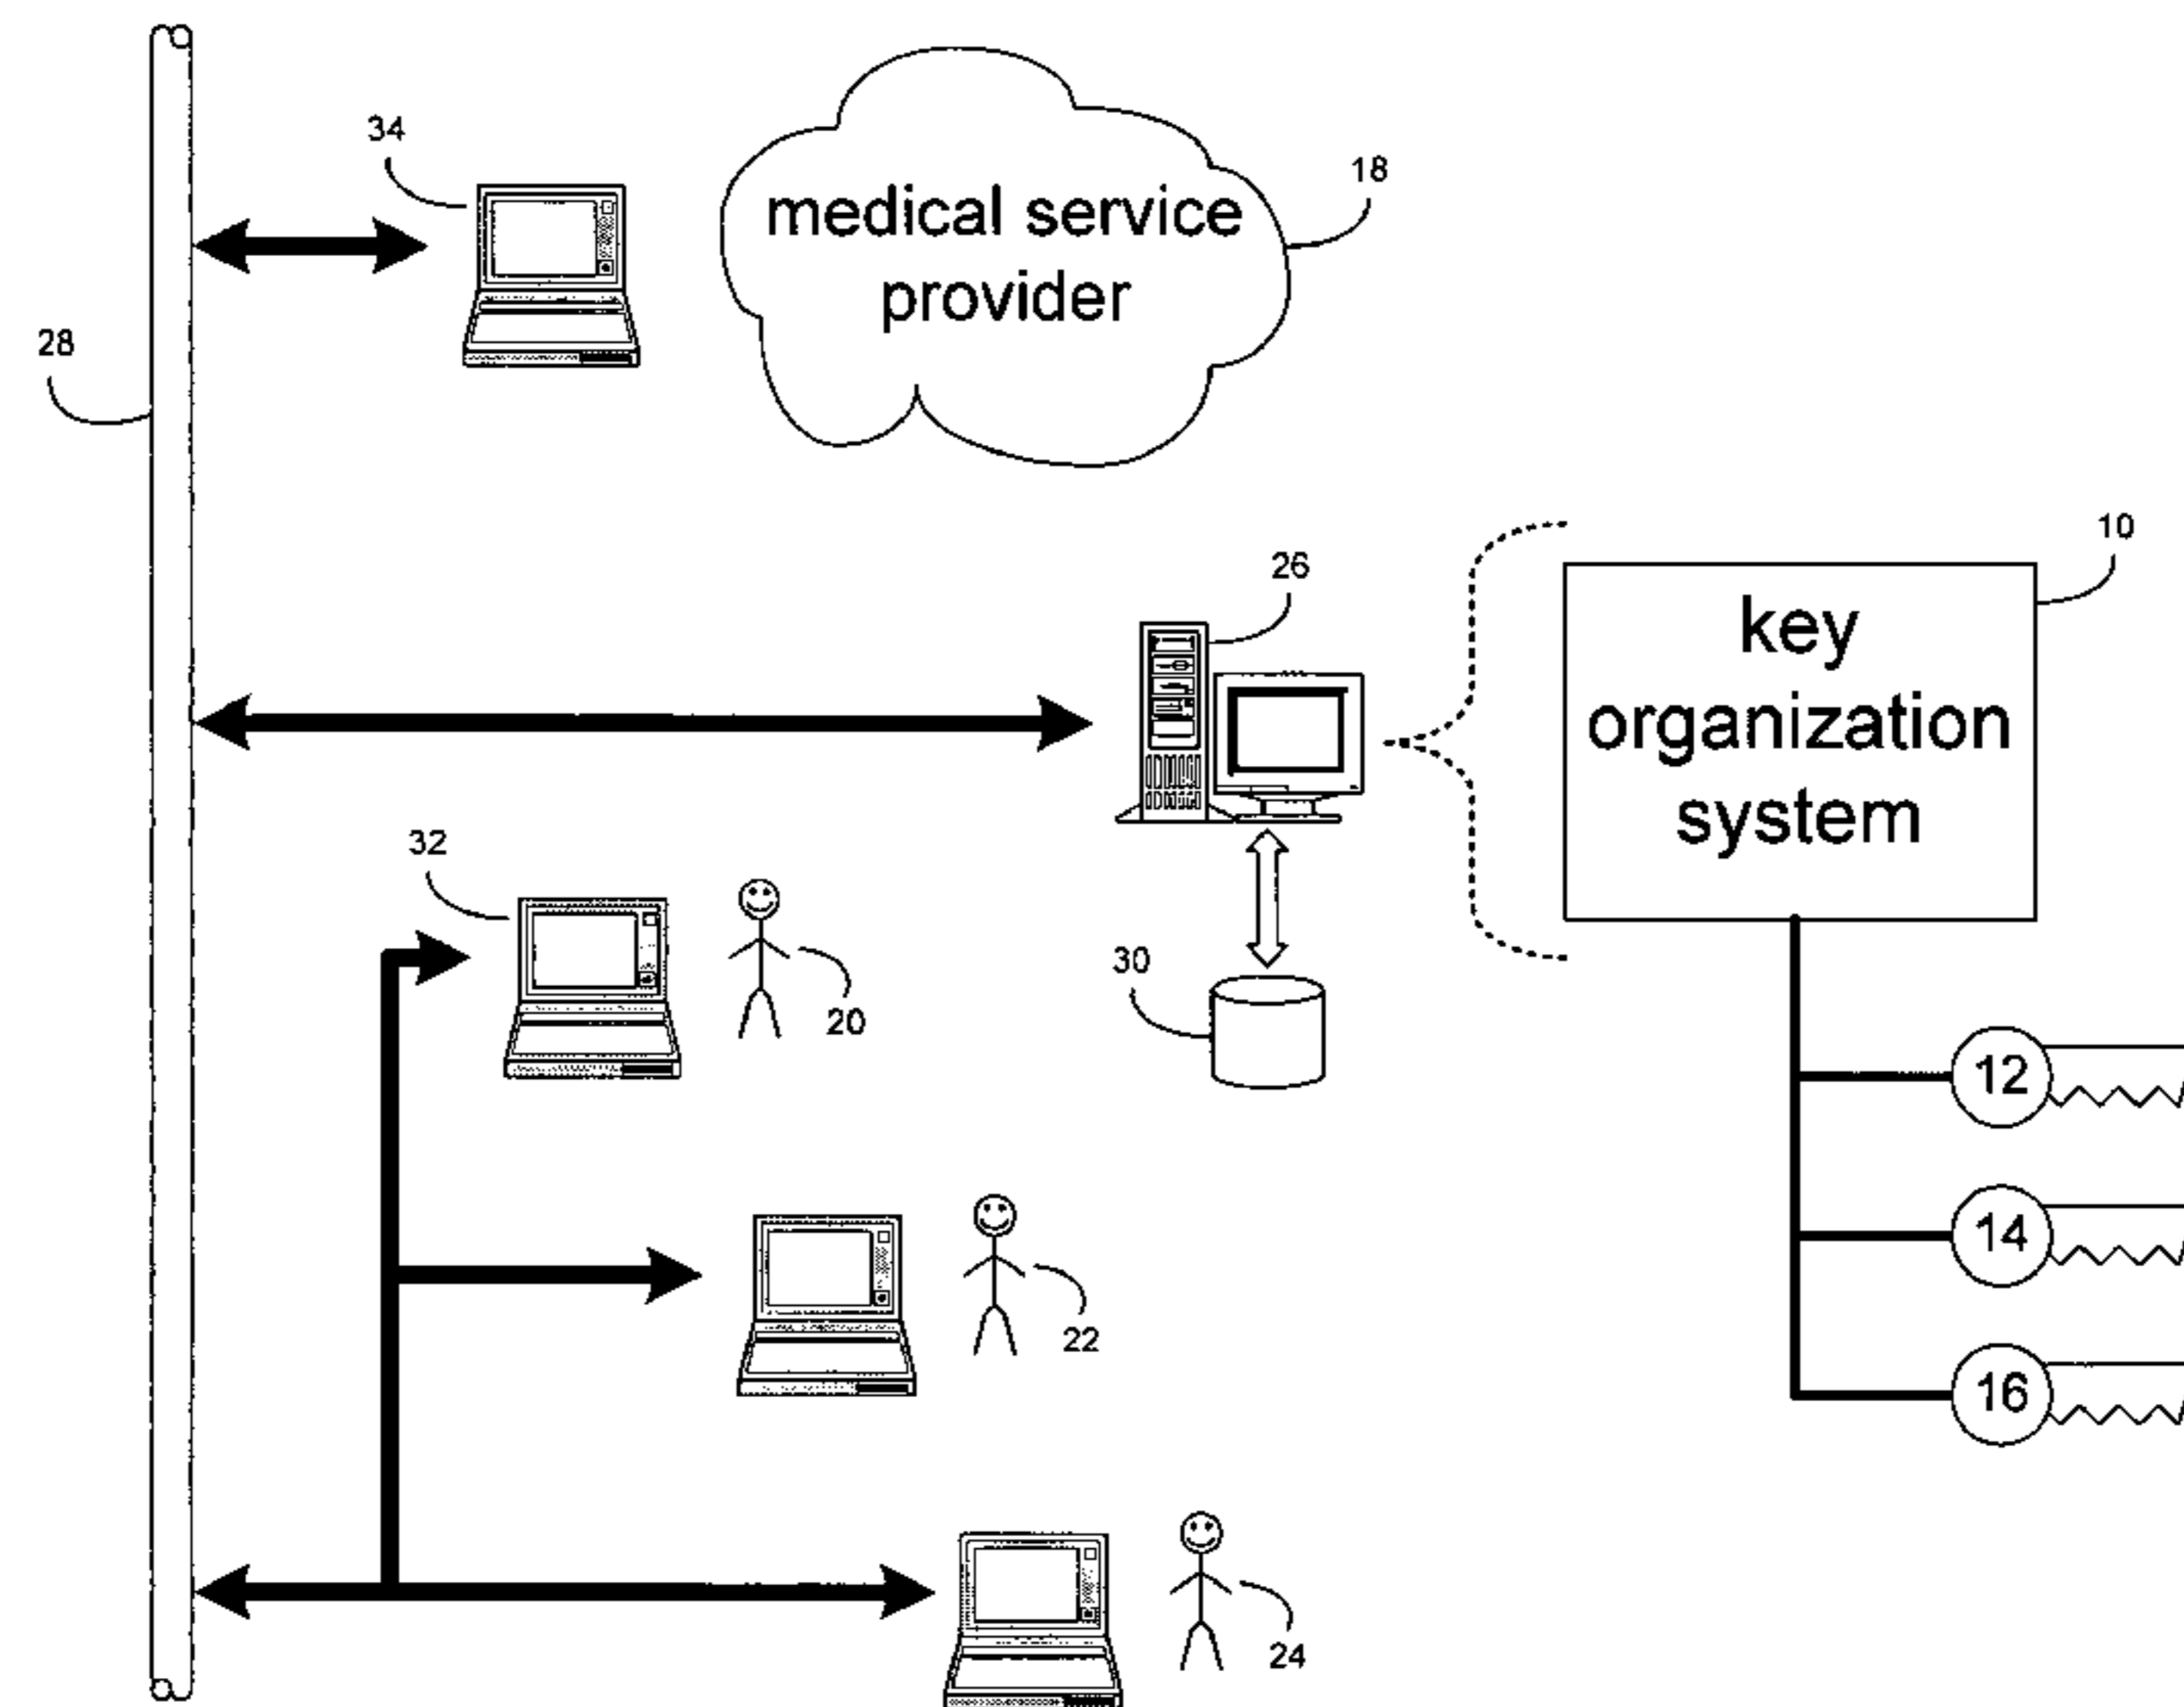 34
18
medical service
provider
28
10
26
key
organization
system
32
30
20
12
22
14
16
24